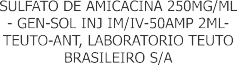 SULFATO DE AMICACINA 250MG/ML
- GEN-SOL INJ IM/IV-50AMP 2ML-
TEUTO-ANT, LABORATORIO TEUTO
BRASILEIRO S/A